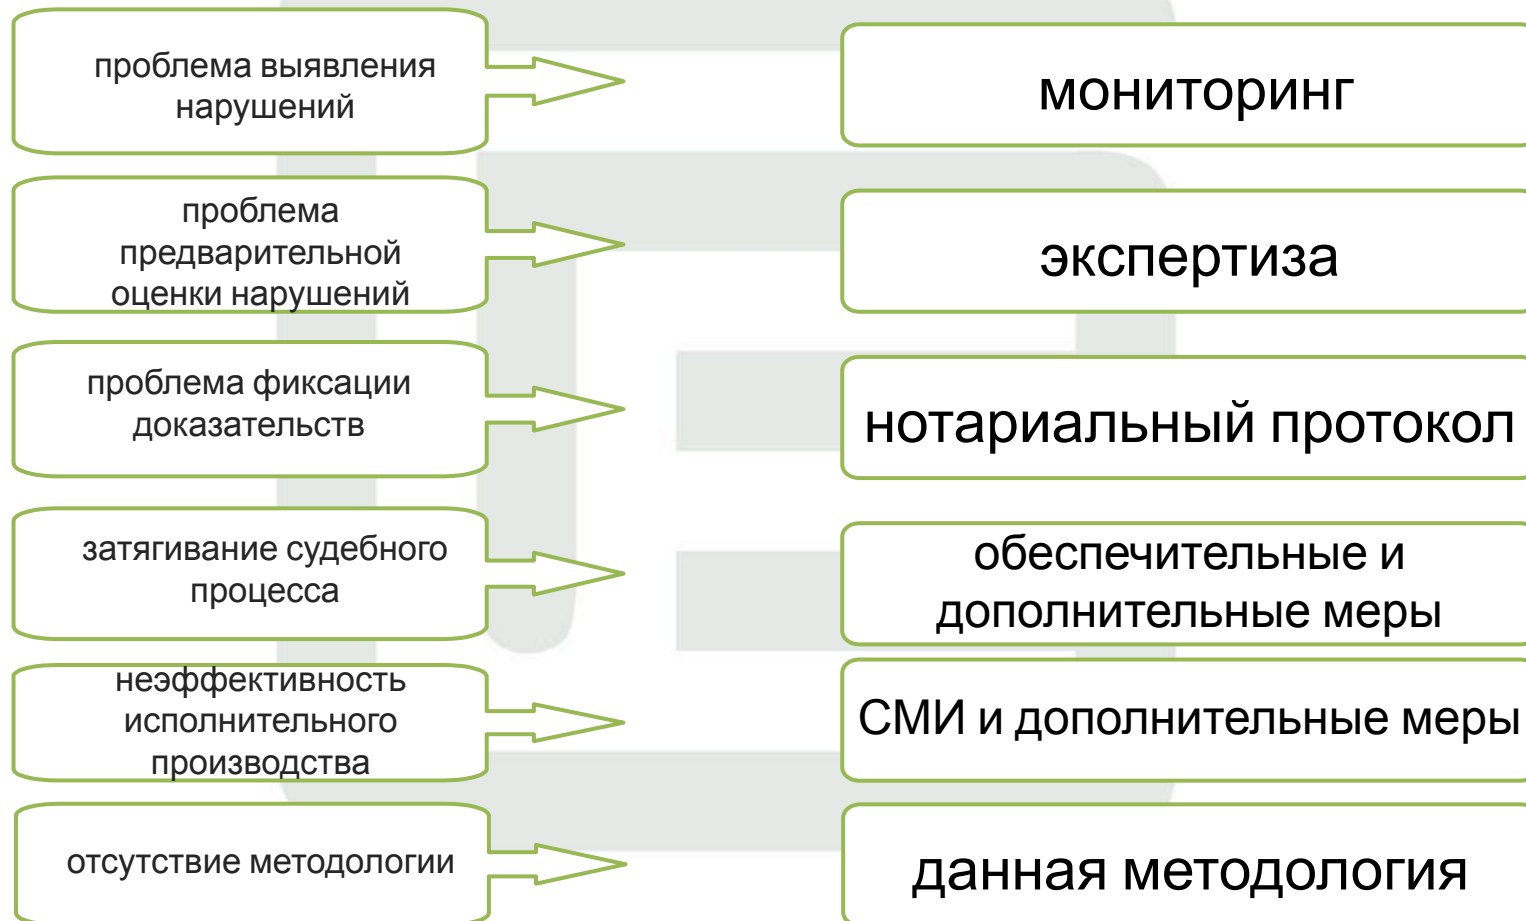 проблема выявления
нарушений
мониторинг
проблема
предварительной
оценки нарушений
экспертиза
проблема фиксации
доказательств
нотариальный протокол
затягивание судебного
процесса
обеспечительные и
дополнительные меры
неэффективность
исполнительного
производства
СМИ и дополнительные меры
отсутствие методологии
данная методология